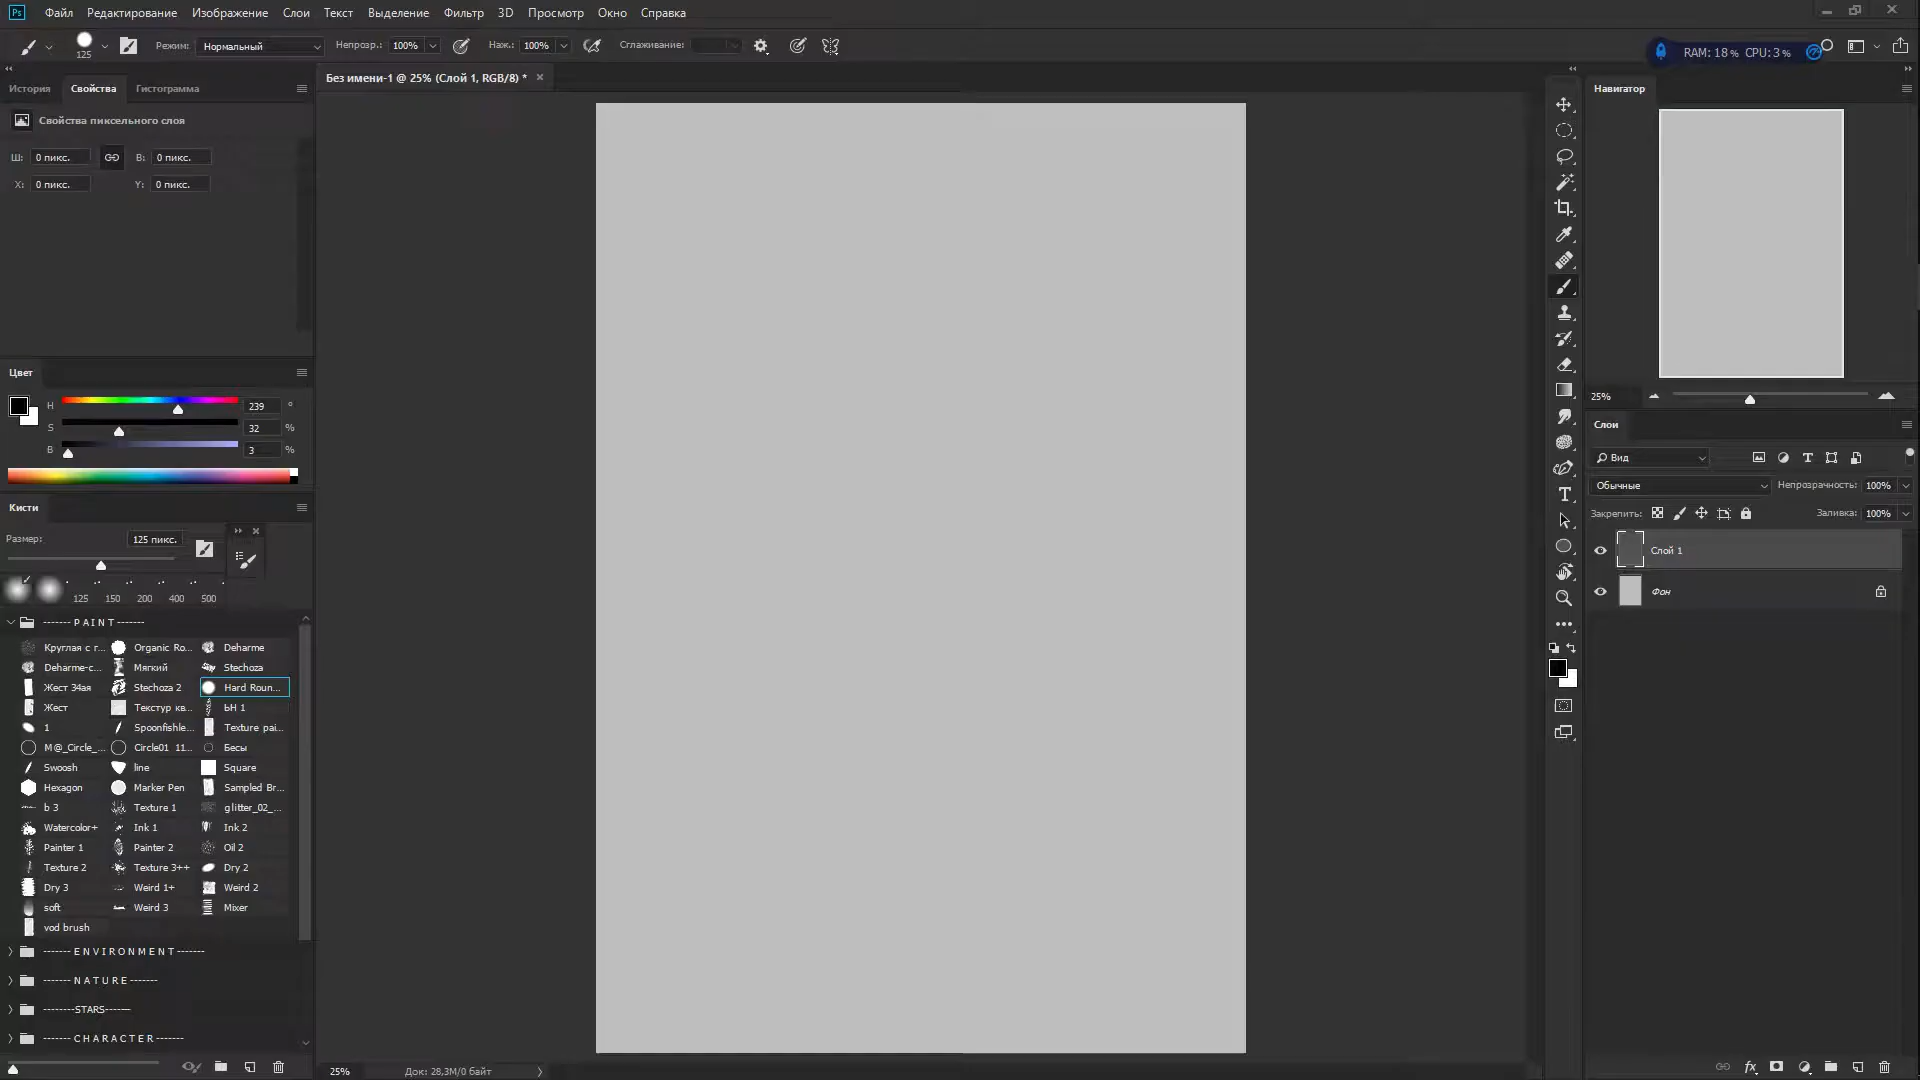 Ps Файл Редактирование Изображение Слои Текст Выделение Фильтр 3D Просмотр Окно Справка
125 Режим: Нормальный Непрозр.: 100% Наж.: 100% Сглаживание:
RAM: 18 % CPU: 3 %
Без имени-1 @ 25% (Слой 1, RGB/8) *
История Свойства Гистограмма
Свойства пиксельного слоя
Ш: 0 пикс. В: 0 пикс.
X: 0 пикс. Y: 0 пикс.
Цвет
H 239 °
S 32 %
B 3 %
Кисти
Размер: 125 пикс.
125 150 200 400 500
------- P A I N T -------
Круглая с г... Organic Ro... Deharme
Deharme-c... Мягкий Stechoza
Жест 34ая Stechoza 2 Hard Roun...
Жест Текстур кв... ЬН 1
1 Spoonfishle... Texture pai...
M@_Circle_... Circle01 11... Бесы
Swoosh line Square
Hexagon Marker Pen Sampled Br...
b 3 Texture 1 glitter_02_...
Watercolor+ Ink 1 Ink 2
Painter 1 Painter 2 Oil 2
Texture 2 Texture 3++ Dry 2
Dry 3 Weird 1+ Weird 2
soft Weird 3 Mixer
vod brush
------- E N V I R O N M E N T -------
------- N A T U R E -------
--------STARS-------
------- C H A R A C T E R -------
25% Док: 28,3M/0 байт
Навигатор
25%
Слои
Вид
Обычные Непрозрачность: 100%
Закрепить: Заливка: 100%
Слой 1
Фон
fx